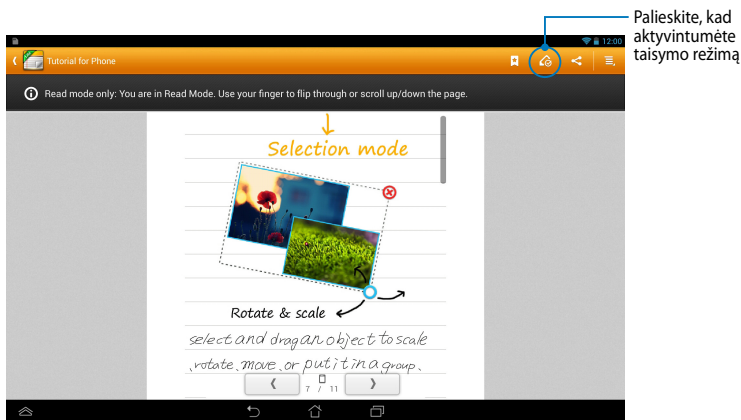 Palieskite, kad
aktyvintumėte
taisymo režimą
12:00
Tutorial for Phone
Read mode only: You are in Read Mode. Use your finger to flip through or scroll up/down the page.
Selection mode
Rotate & scale
select and drag an object to scale
, rotate, move, or put it in a group.
7 / 11